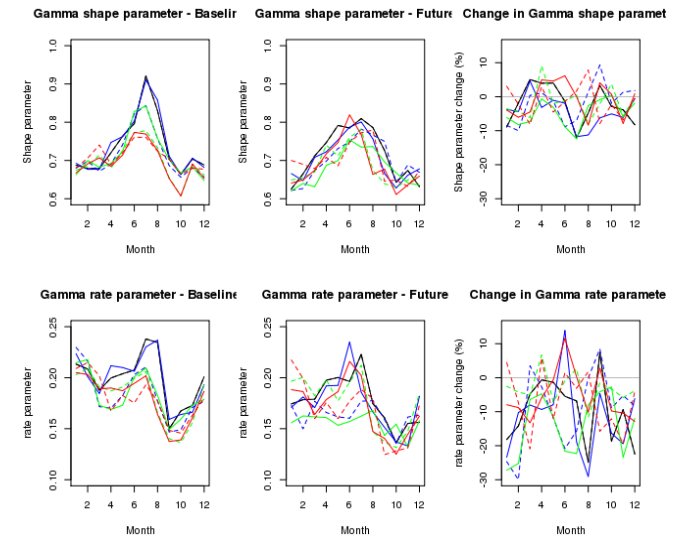 Gamma shape parameter - Baselin
Gamma shape parameter - Future
Change in Gamma shape paramet
Shape parameter
0.6 0.7 0.8 0.9 1.0
2 4 6 8 10 12
Month
Shape parameter
0.6 0.7 0.8 0.9 1.0
2 4 6 8 10 12
Month
Shape parameter change (%)
-30 -20 -10 0 10
2 4 6 8 10 12
Month
Gamma rate parameter - Baseline
Gamma rate parameter - Future
Change in Gamma rate paramete
rate parameter
0.10 0.15 0.20 0.25
2 4 6 8 10 12
Month
rate parameter
0.10 0.15 0.20 0.25
2 4 6 8 10 12
Month
rate parameter change (%)
-30 -20 -10 0 10
2 4 6 8 10 12
Month